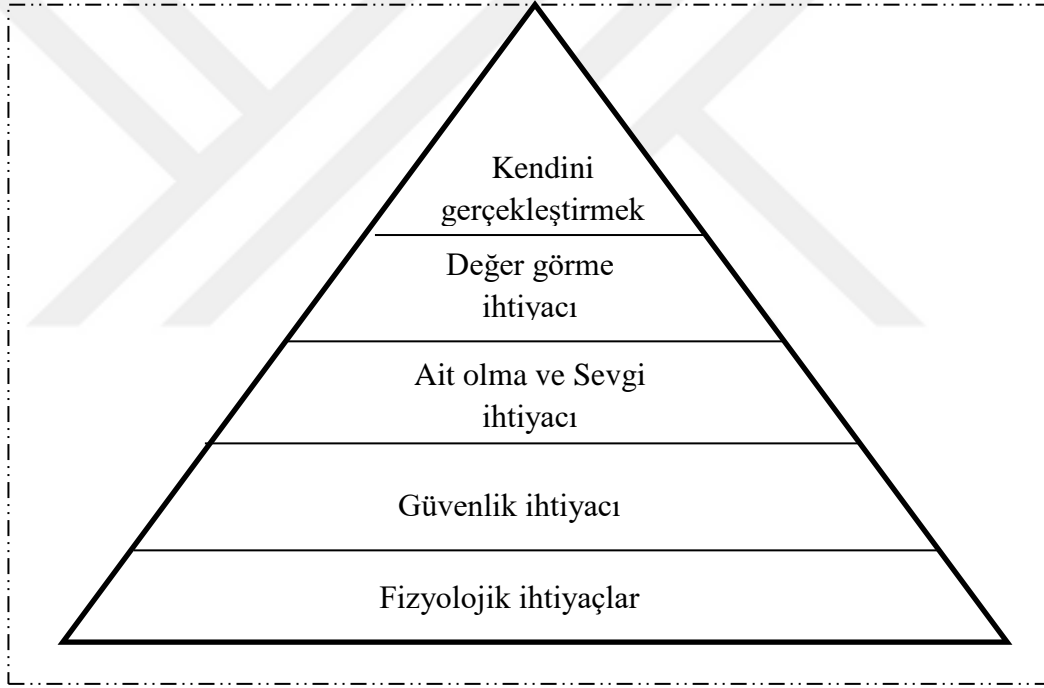 Kendini
gerçekleştirmek
Değer görme
ihtiyacı
Ait olma ve Sevgi
ihtiyacı
Güvenlik ihtiyacı
Fizyolojik ihtiyaçlar